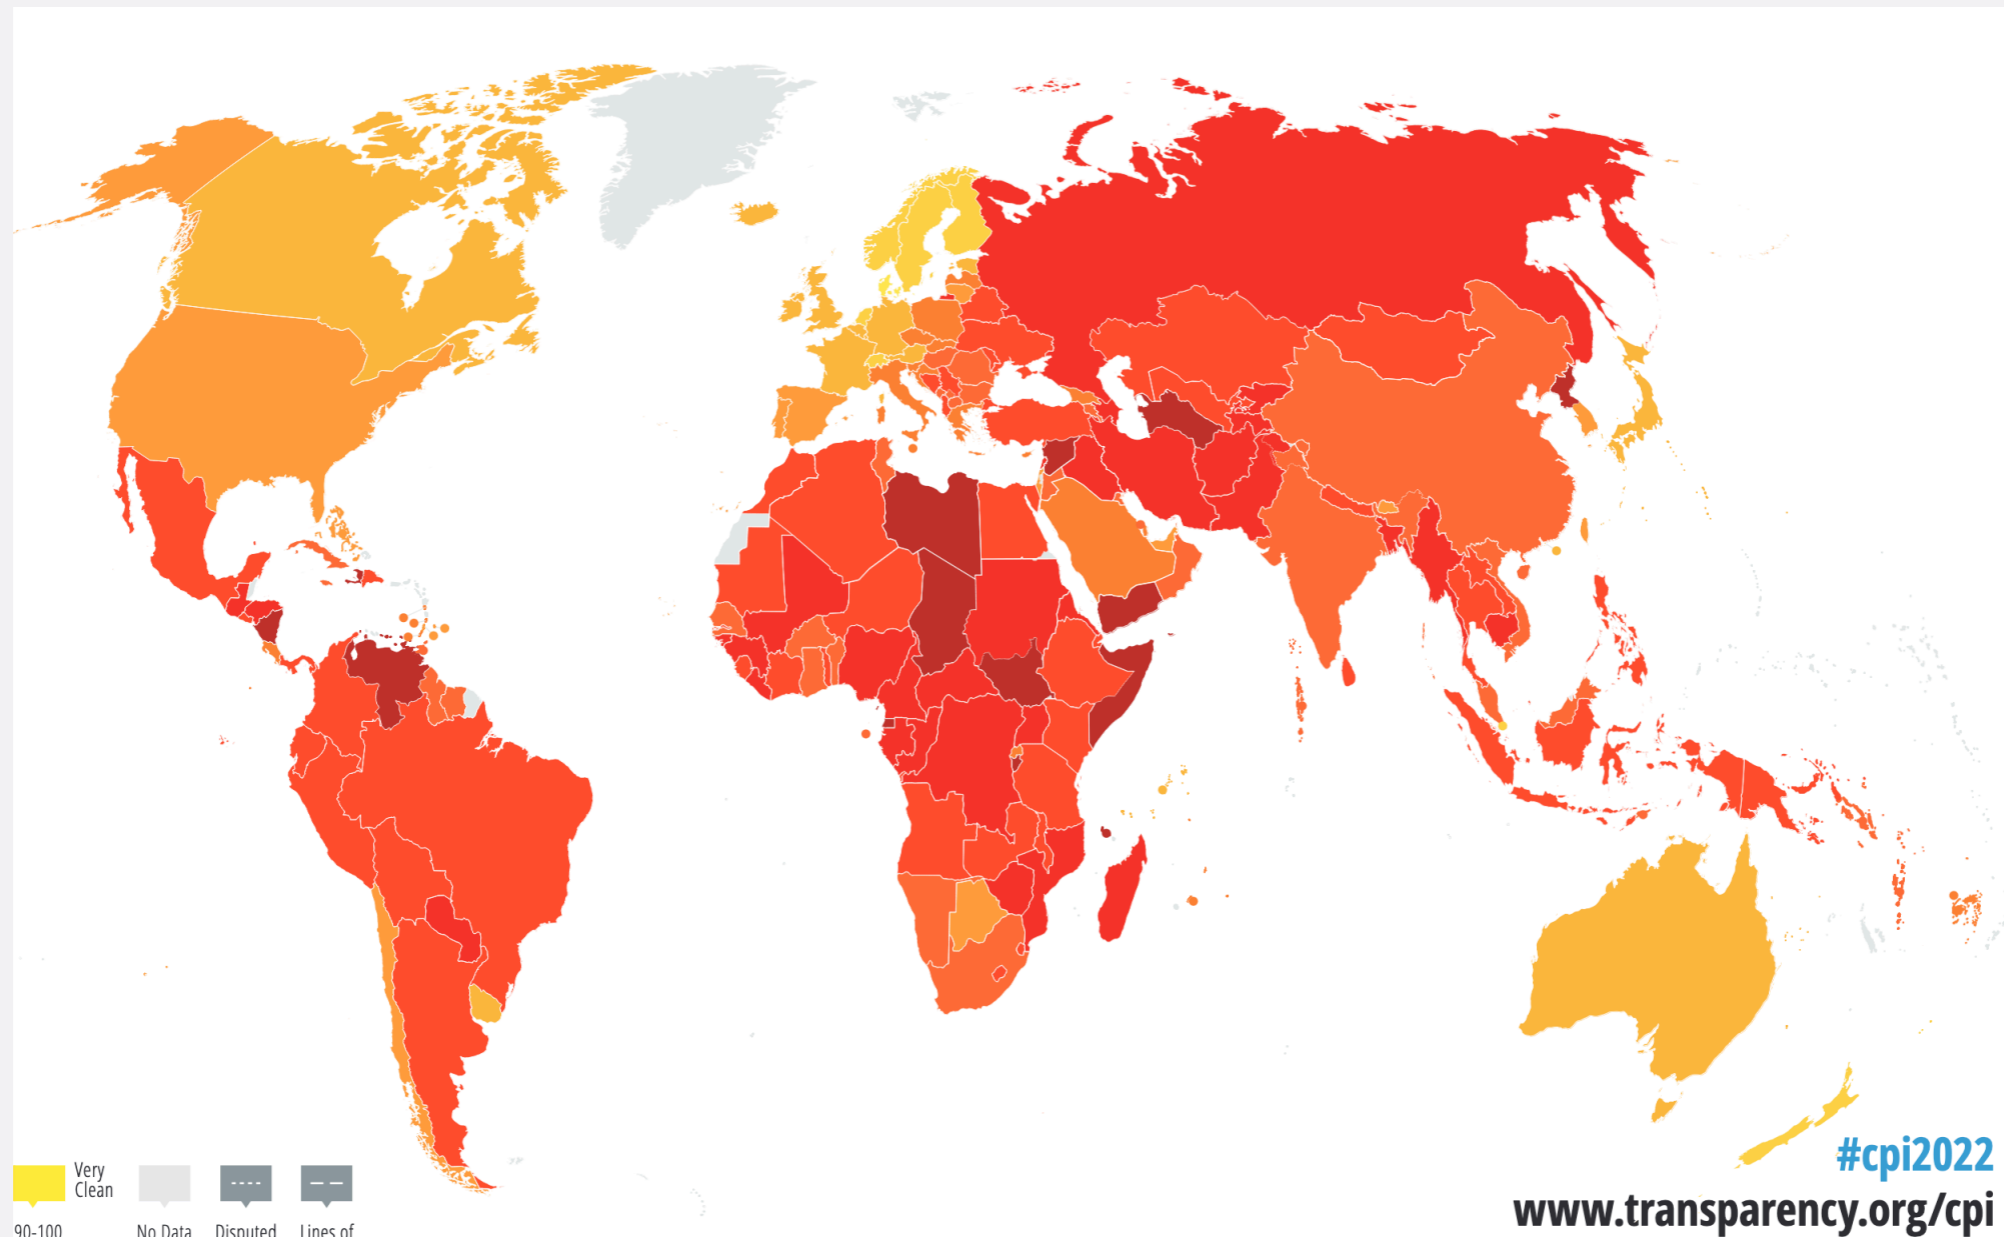 Very
Clean
90-100
No Data
Disputed
Lines of
#cpi2022
www.transparency.org/cpi